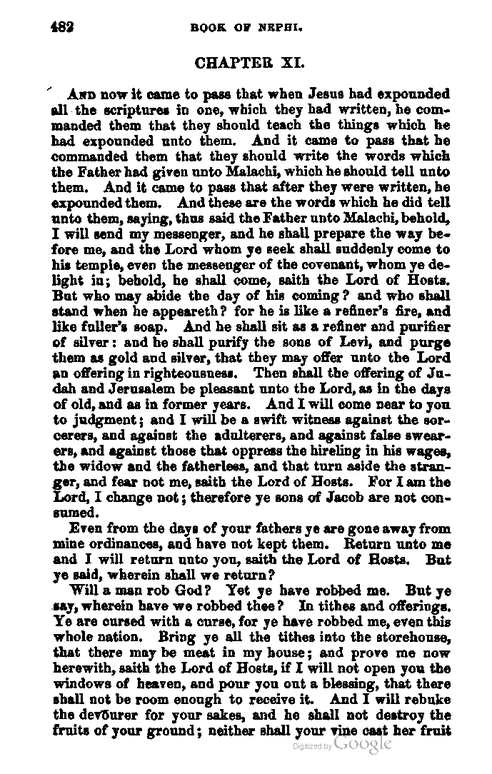 482 BOOK OF NEPHI.
CHAPTER XI.
AND now it came to pass that when Jesus had expounded
all the scriptures in one, which they had written, he com-
manded them that they should teach the things which he
had expounded unto them. And it came to pass that he
commanded them that they should write the words which
the Father had given unto Malachi, which he should tell unto
them. And it came to pass that after they were written, he
expounded them. And these are the words which he did tell
unto them, saying, thus said the Father unto Malachi, behold,
I will send my messenger, and he shall prepare the way be-
fore me, and the Lord whom ye seek shall suddenly come to
his temple, even the messenger of the covenant, whom ye de-
light in; behold, he shall come, saith the Lord of Hosts.
But who may abide the day of his coming? and who shall
stand when he appeareth? for he is like a refiner's fire, and
like fuller's soap. And he shall sit as a refiner and purifier
of silver: and he shall purify the sons of Levi, and purge
them as gold and silver, that they may offer unto the Lord
an offering in righteousness. Then shall the offering of Ju-
dah and Jerusalem be pleasant unto the Lord, as in the days
of old, and as in former years. And I will come near to you
to judgment; and I will be a swift witness against the sor-
cerers, and against the adulterers, and against false swear-
ers, and against those that oppress the hireling in his wages,
the widow and the fatherless, and that turn aside the stran-
ger, and fear not me, saith the Lord of Hosts. For I am the
Lord, I change not; therefore ye sons of Jacob are not con-
sumed.
Even from the days of your fathers ye are gone away from
mine ordinances, and have not kept them. Return unto me
and I will return unto you, saith the Lord of Hosts. But
ye said, wherein shall we return?
Will a man rob God? Yet ye have robbed me. But ye
say, wherein have we robbed thee? In tithes and offerings.
Ye are cursed with a curse, for ye have robbed me, even this
whole nation. Bring ye all the tithes into the storehouse,
that there may be meat in my house; and prove me now
herewith, saith the Lord of Hosts, if I will not open you the
windows of heaven, and pour you out a blessing, that there
shall not be room enough to receive it. And I will rebuke
the devourer for your sakes, and he shall not destroy the
fruits of your ground; neither shall your vine cast her fruit
Digitized by Google